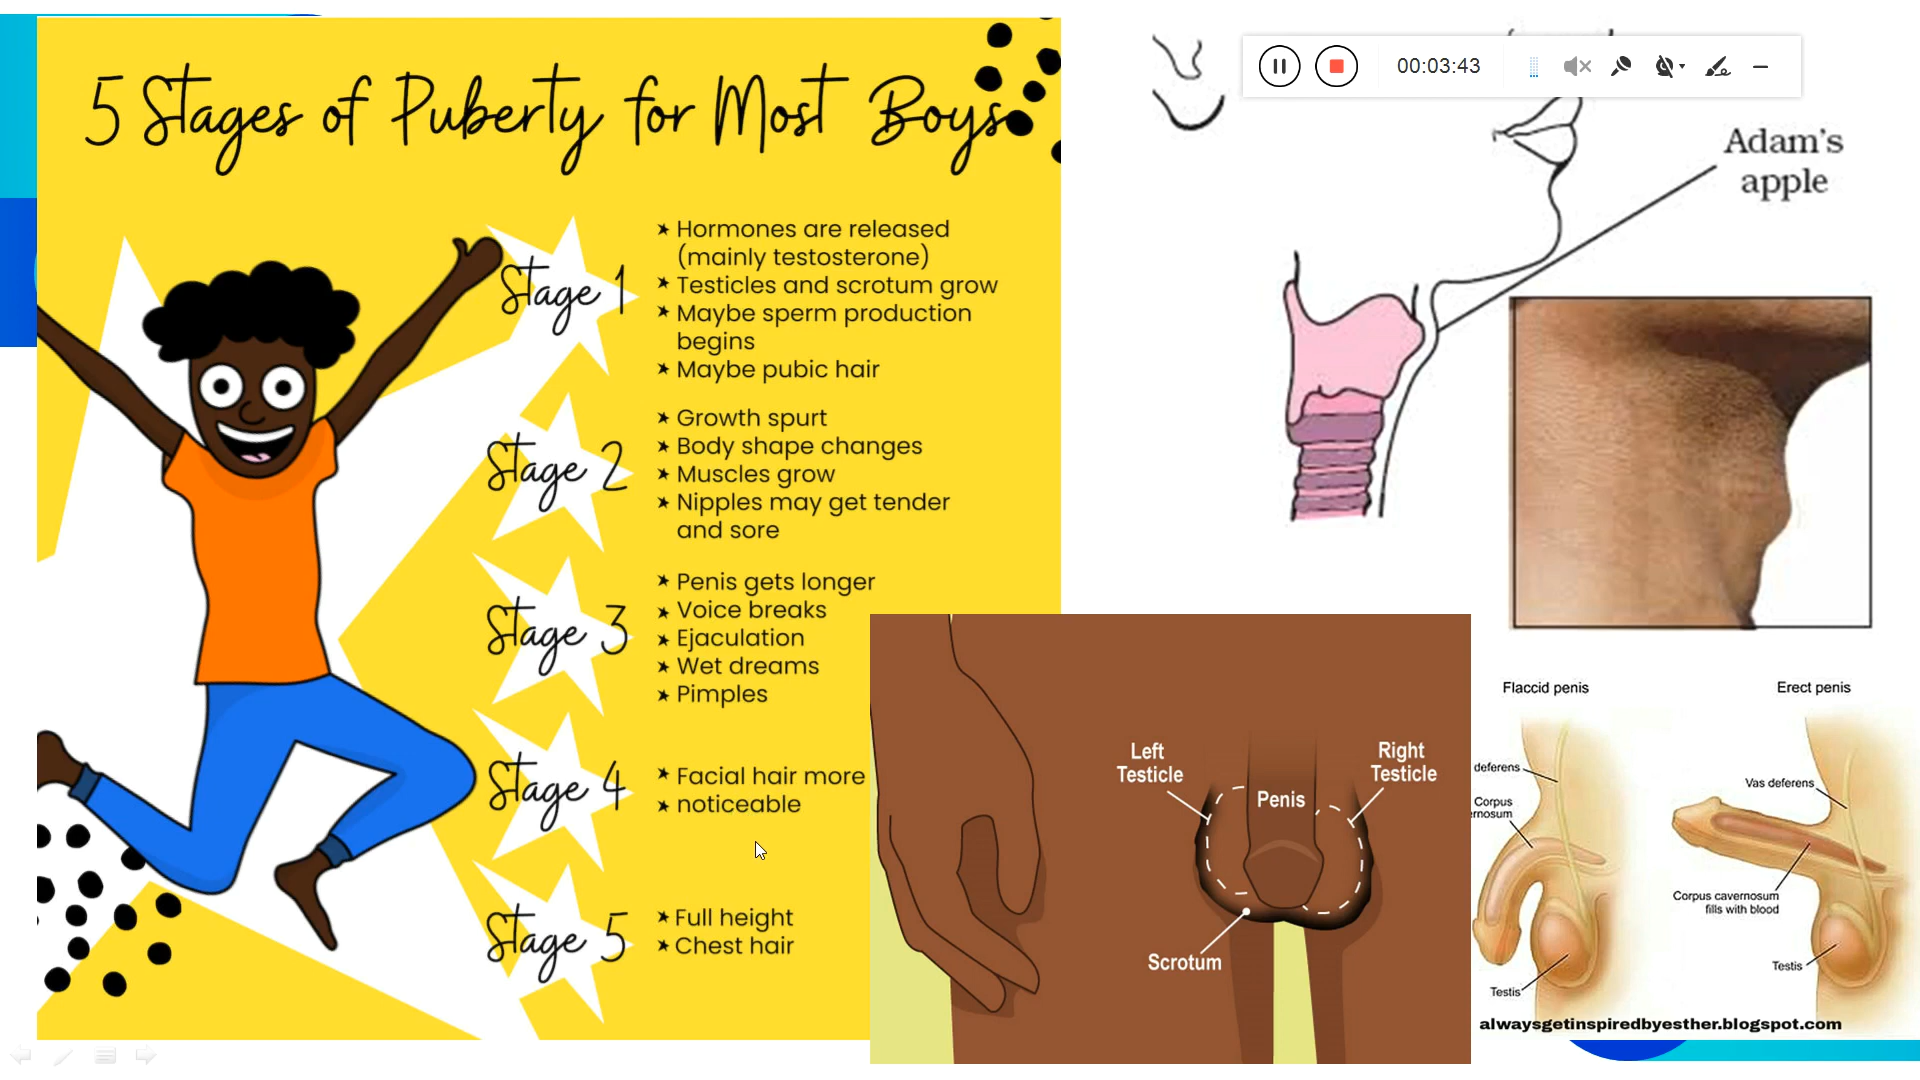 5 Stages of Puberty for Most Boys
Stage 1
Hormones are released
(mainly testosterone)
Testicles and scrotum grow
Maybe sperm production
begins
Maybe pubic hair
Stage 2
Growth spurt
Body shape changes
Muscles grow
Nipples may get tender
and sore
Stage 3
Penis gets longer
Voice breaks
Ejaculation
Wet dreams
Pimples
Stage 4
Facial hair more
noticeable
Stage 5
Full height
Chest hair
00:03:43
Adam's
apple
Left
Testicle
Penis
Right
Testicle
Scrotum
Flaccid penis
deferens
Corpus
rnosum
Testis
Erect penis
Vas deferens
Corpus cavernosum
fills with blood
Testis
alwaysgetinspiredbyesther.blogspot.com